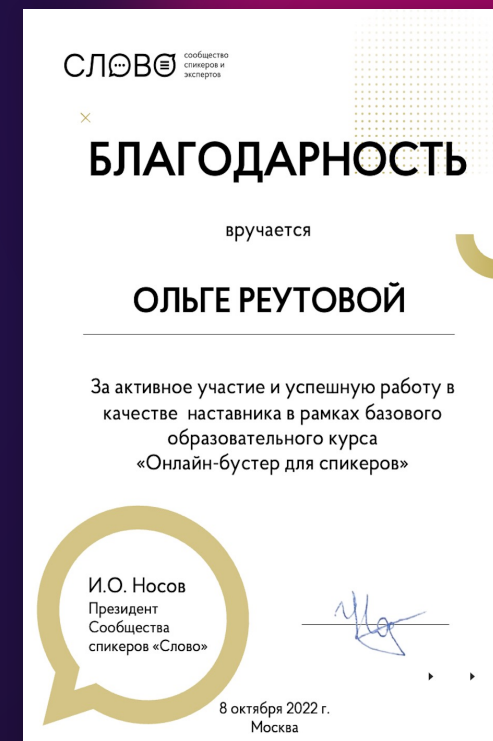 СЛОВО
сообщество
спикеров и
экспертов
БЛАГОДАРНОСТЬ
вручается
ОЛЬГЕ РЕУТОВОЙ
За активное участие и успешную работу в
качестве наставника в рамках базового
образовательного курса
«Онлайн-бустер для спикеров»
И.О. Носов
Президент
Сообщества
спикеров «Слово»
8 октября 2022 г.
Москва